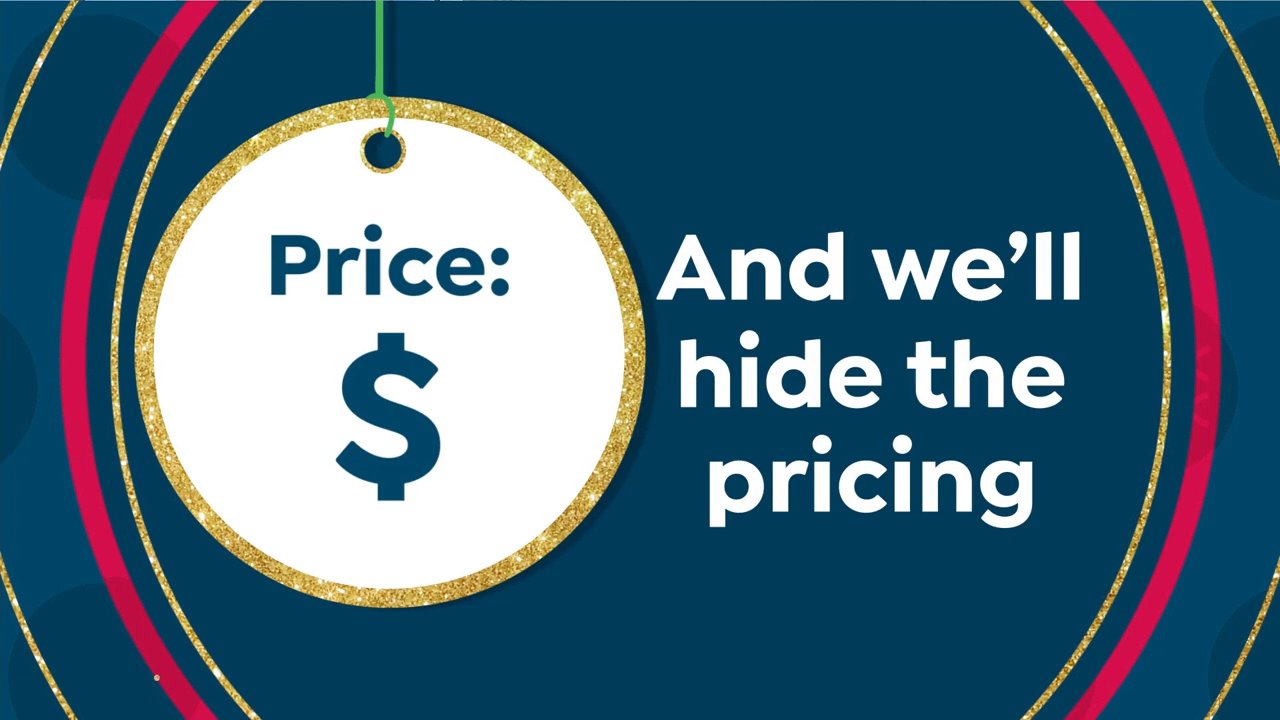 Price:
$
And we'll
hide the
pricing